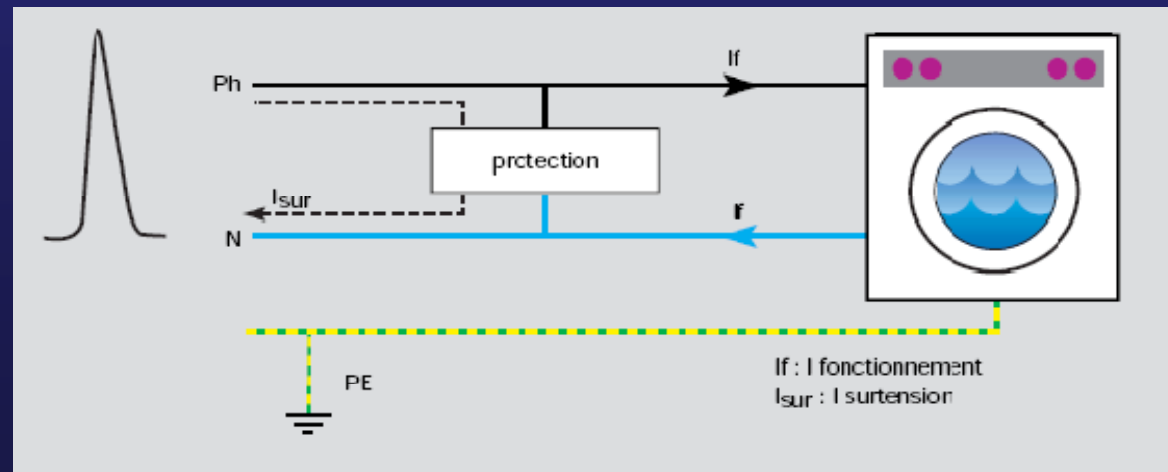 Ph
If
prctection
Isur
N
If
PE
If : I fonctionnement
Isur : I surtension